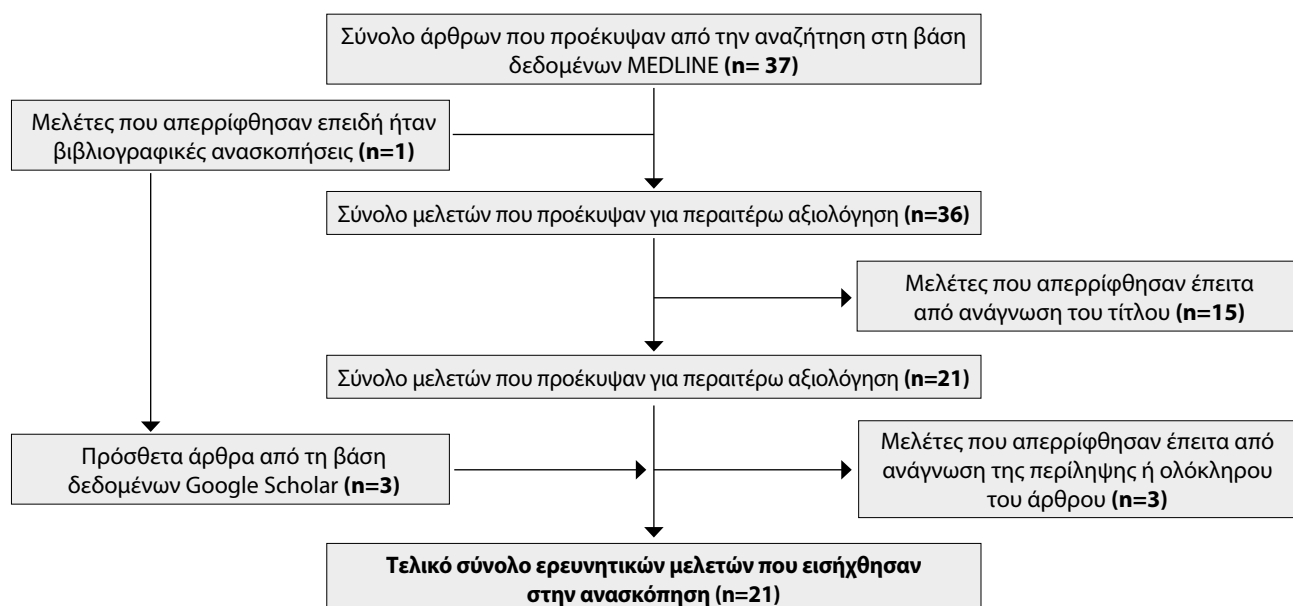 Σύνολο άρθρων που προέκυψαν από την αναζήτηση στη βάση
δεδομένων MEDLINE (n= 37)
Μελέτες που απερρίφθησαν επειδή ήταν
βιβλιογραφικές ανασκοπήσεις (n=1)
Σύνολο μελετών που προέκυψαν για περαιτέρω αξιολόγηση (n=36)
Μελέτες που απερρίφθησαν έπειτα
από ανάγνωση του τίτλου (n=15)
Σύνολο μελετών που προέκυψαν για περαιτέρω αξιολόγηση (n=21)
Πρόσθετα άρθρα από τη βάση
δεδομένων Google Scholar (n=3)
Μελέτες που απερρίφθησαν έπειτα από
ανάγνωση της περίληψης ή ολόκληρου
του άρθρου (n=3)
Τελικό σύνολο ερευνητικών μελετών που εισήχθησαν
στην ανασκόπηση (n=21)